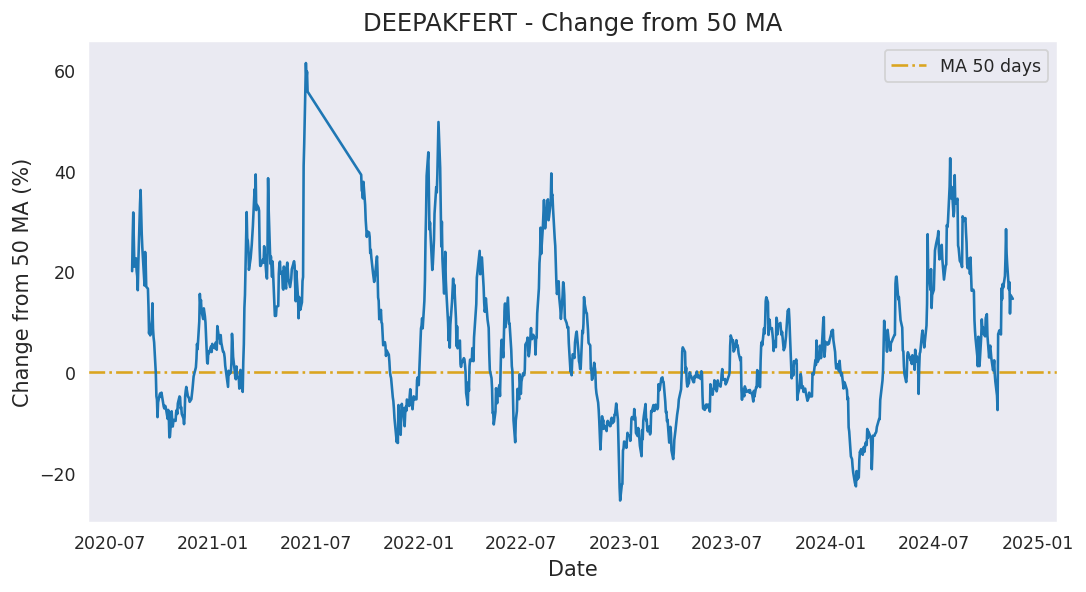 DEEPAKFERT - Change from 50 MA
MA 50 days
Change from 50 MA (%)
60
40
20
0
−20
2020-07 2021-01 2021-07 2022-01 2022-07 2023-01 2023-07 2024-01 2024-07 2025-01
Date